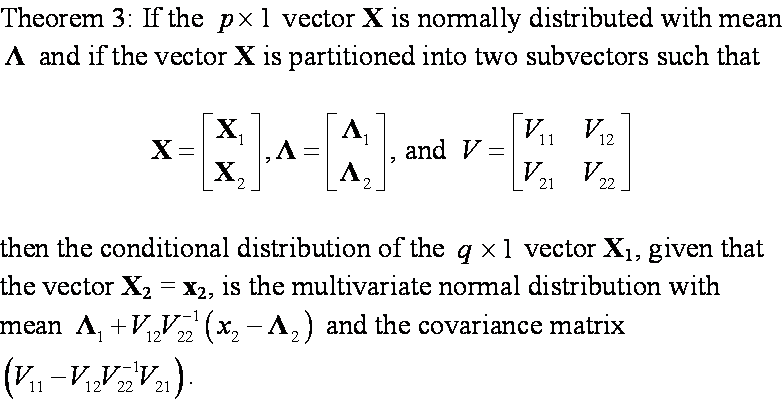 Theorem 3: If the p × 1 vector X is normally distributed with mean
Λ and if the vector X is partitioned into two subvectors such that
X = [X₁ X₂], Λ = [Λ₁ Λ₂], and V = [V₁₁ V₁₂ V₂₁ V₂₂]
then the conditional distribution of the q × 1 vector X₁, given that
the vector X₂ = x₂, is the multivariate normal distribution with
mean Λ₁ + V₁₂V₂₂⁻¹(x₂ − Λ₂) and the covariance matrix
(V₁₁ − V₁₂V₂₂⁻¹V₂₁).